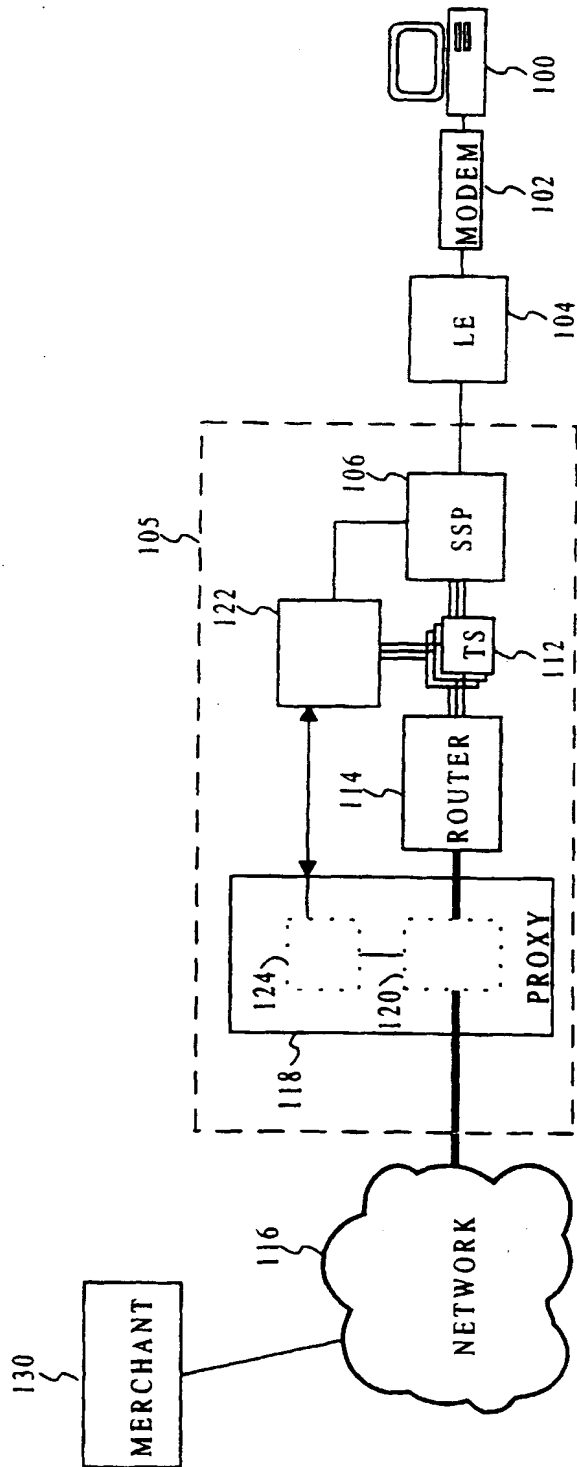 130
MERCHANT
116
NETWORK
105
118
124
120
PROXY
122
114
ROUTER
TS
112
106
SSP
LE
104
MODEM
102
100